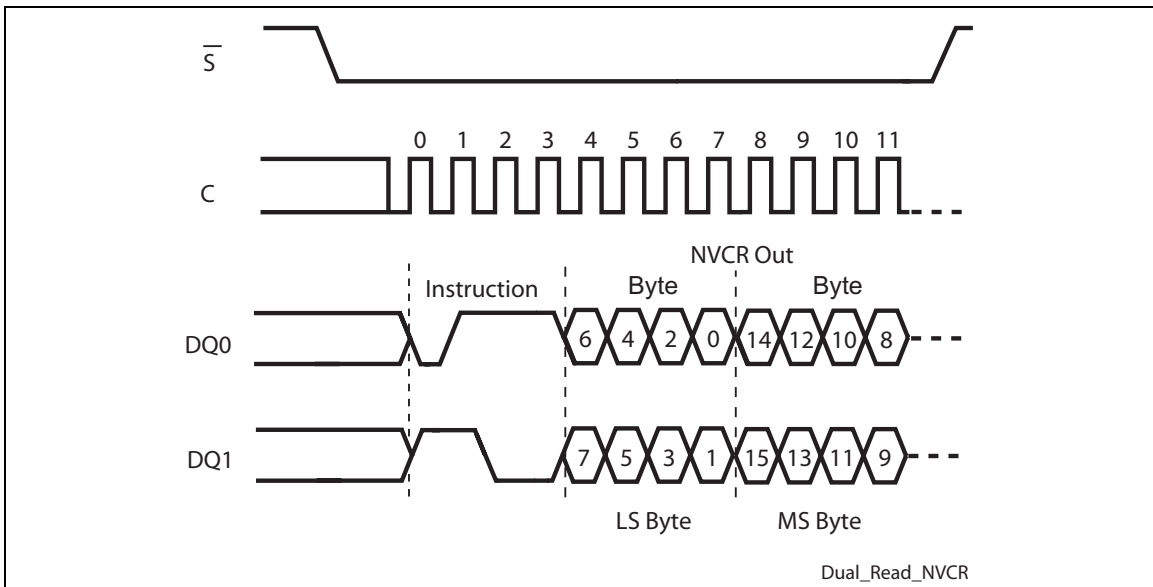 S̅
0 1 2 3 4 5 6 7 8 9 10 11
C
NVCR Out
Instruction Byte Byte
DQ0 6 4 2 0 14 12 10 8
DQ1 7 5 3 1 15 13 11 9
LS Byte MS Byte
Dual_Read_NVCR